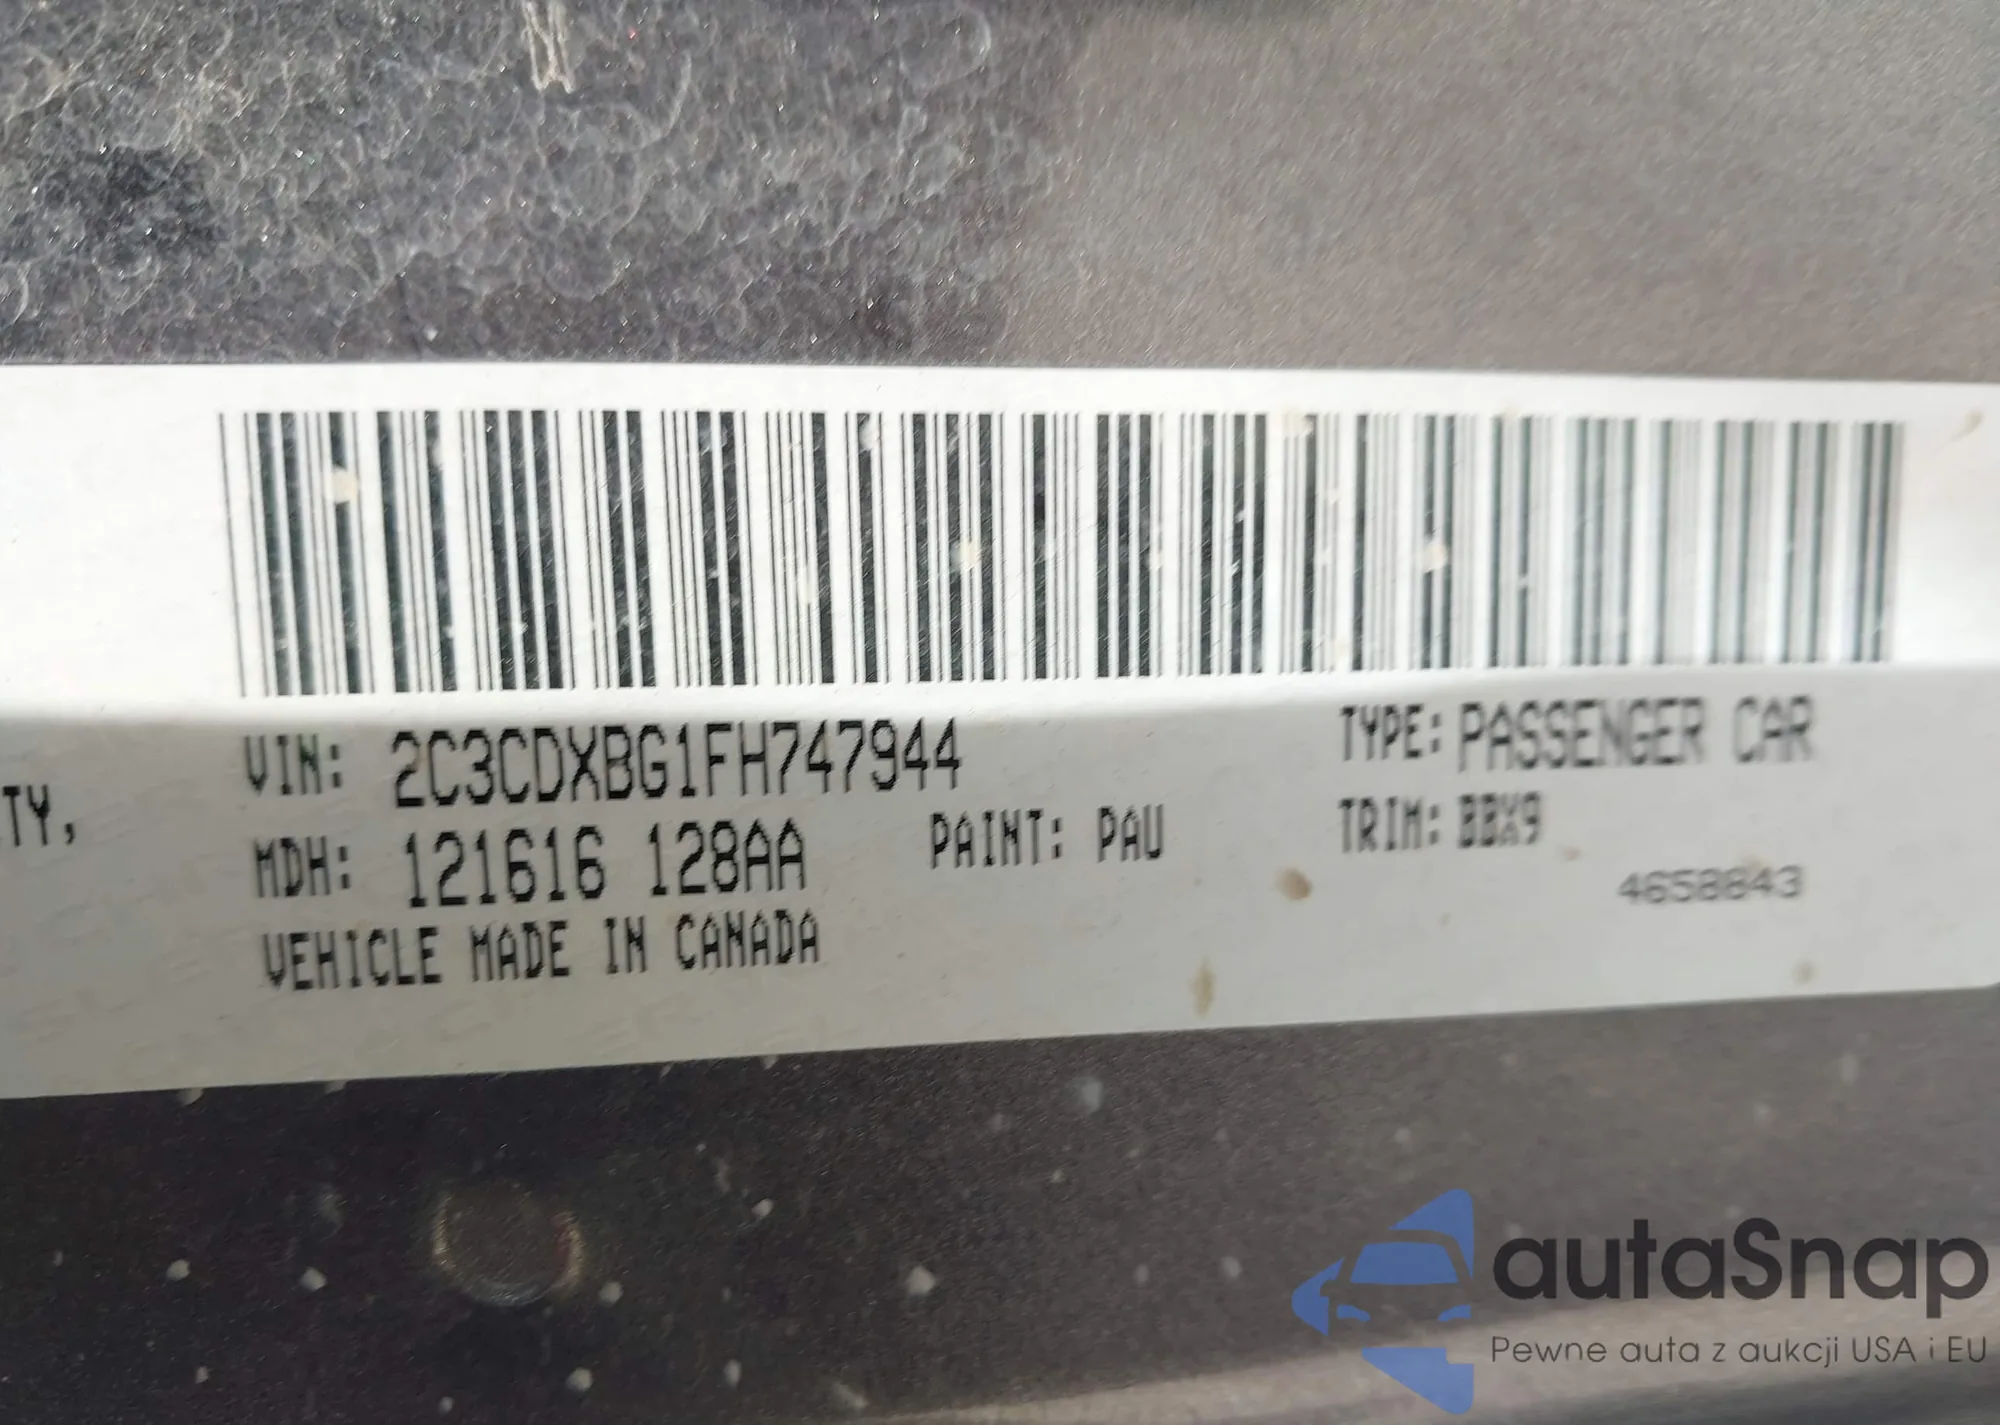 TY,
VIN: 2C3CDXBG1FH747944
TYPE: PASSENGER CAR
MDH: 121616 128AA
PAINT: PAU
TRIM: BBX9
4658843
VEHICLE MADE IN CANADA
autaSnap
Pewne auta z aukcji USA i EU